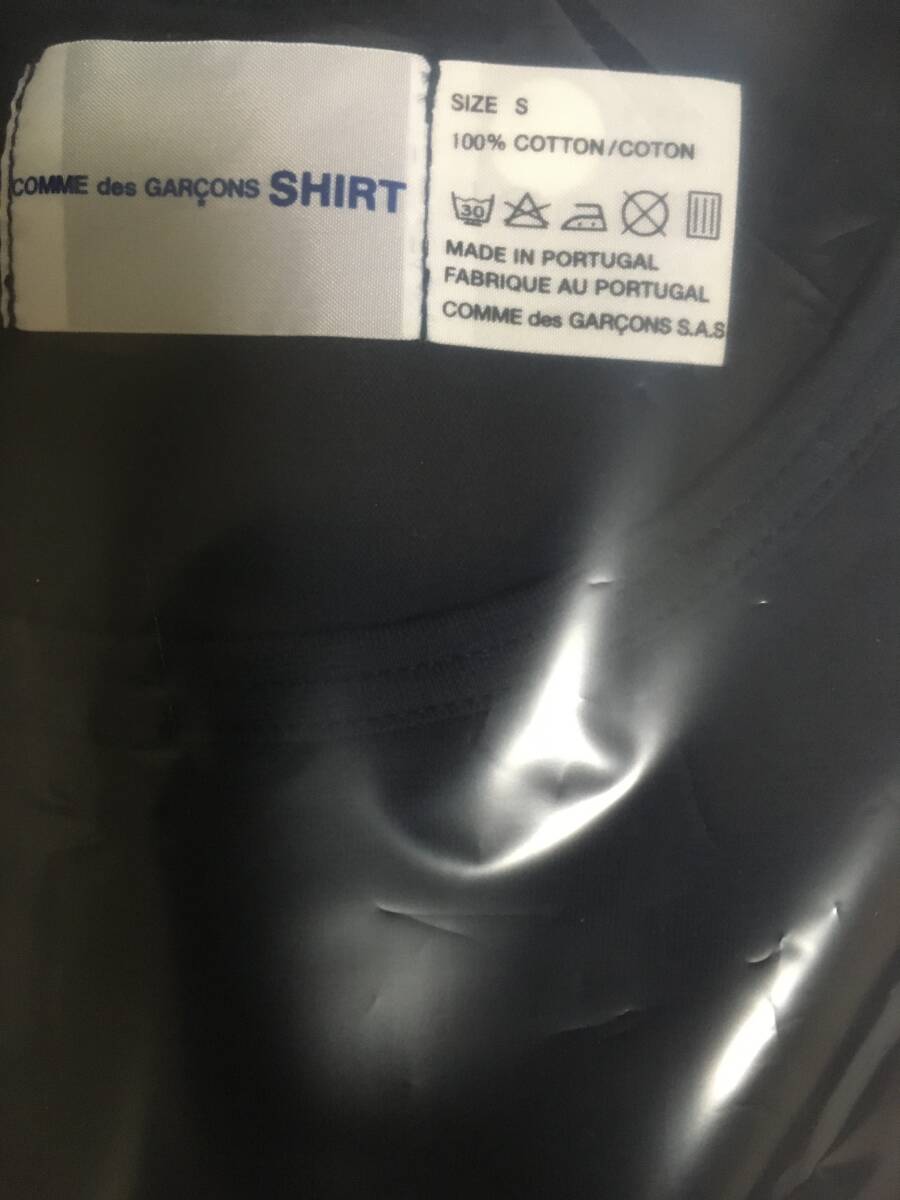 COMME des GARÇONS SHIRT
SIZE S
100% COTTON/COTON
30
MADE IN PORTUGAL
FABRIQUE AU PORTUGAL
COMME des GARÇONS S.A.S